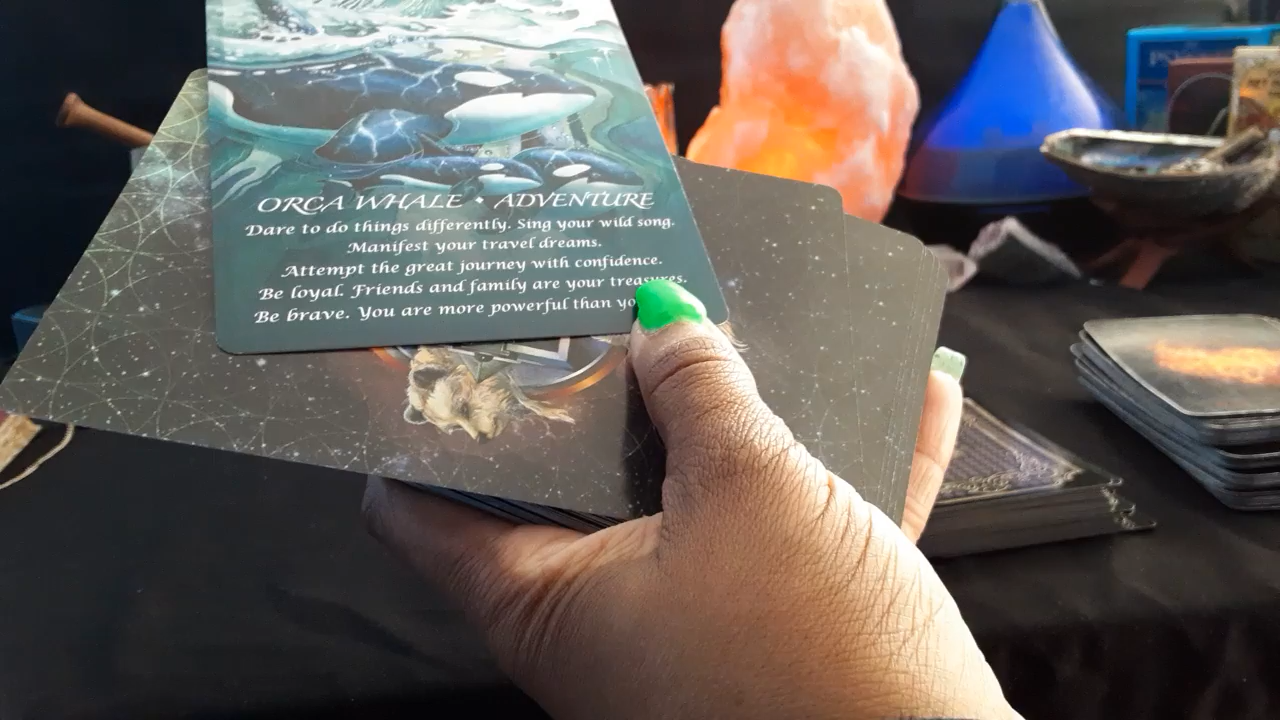 ORCA WHALE • ADVENTURE
Dare to do things differently. Sing your wild song.
Manifest your travel dreams.
Attempt the great journey with confidence.
Be loyal. Friends and family are your treasures.
Be brave. You are more powerful than